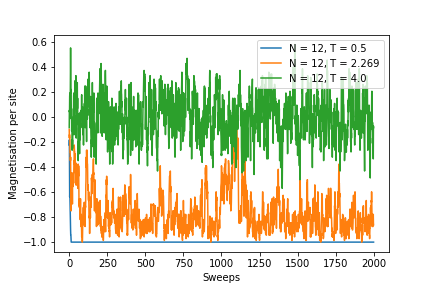 0.6
0.4
0.2
0.0
−0.2
−0.4
−0.6
−0.8
−1.0
Magnetisation per site
N = 12, T = 0.5
N = 12, T = 2.269
N = 12, T = 4.0
0 250 500 750 1000 1250 1500 1750 2000
Sweeps